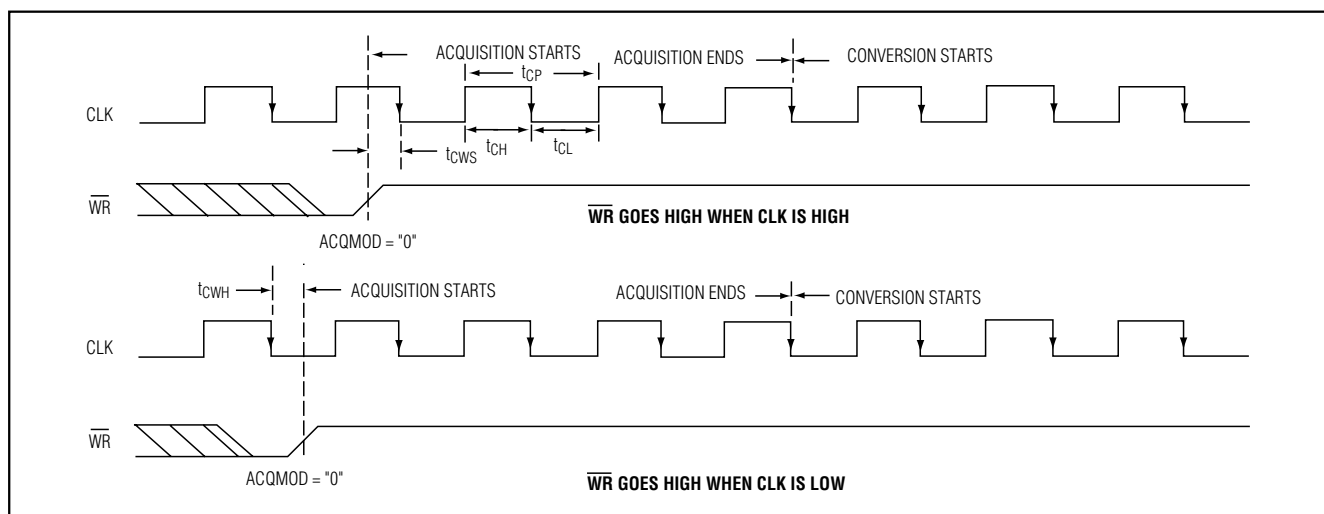 ACQUISITION STARTS
ACQUISITION ENDS
CONVERSION STARTS
tCP
CLK
tCWS
tCH
tCL
WR
WR GOES HIGH WHEN CLK IS HIGH
ACQMOD = "0"
tCWH
ACQUISITION STARTS
ACQUISITION ENDS
CONVERSION STARTS
CLK
WR
ACQMOD = "0"
WR GOES HIGH WHEN CLK IS LOW